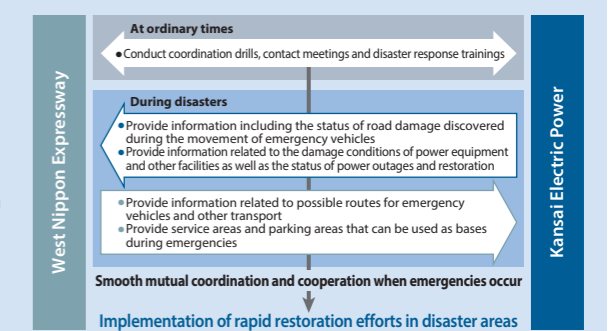 West Nippon Expressway
At ordinary times
●Conduct coordination drills, contact meetings and disaster response trainings
During disasters
●Provide information including the status of road damage discovered
during the movement of emergency vehicles
●Provide information related to the damage conditions of power equipment
and other facilities as well as the status of power outages and restoration
●Provide information related to possible routes for emergency
vehicles and other transport
●Provide service areas and parking areas that can be used as bases
during emergencies
Smooth mutual coordination and cooperation when emergencies occur
Implementation of rapid restoration efforts in disaster areas
Kansai Electric Power